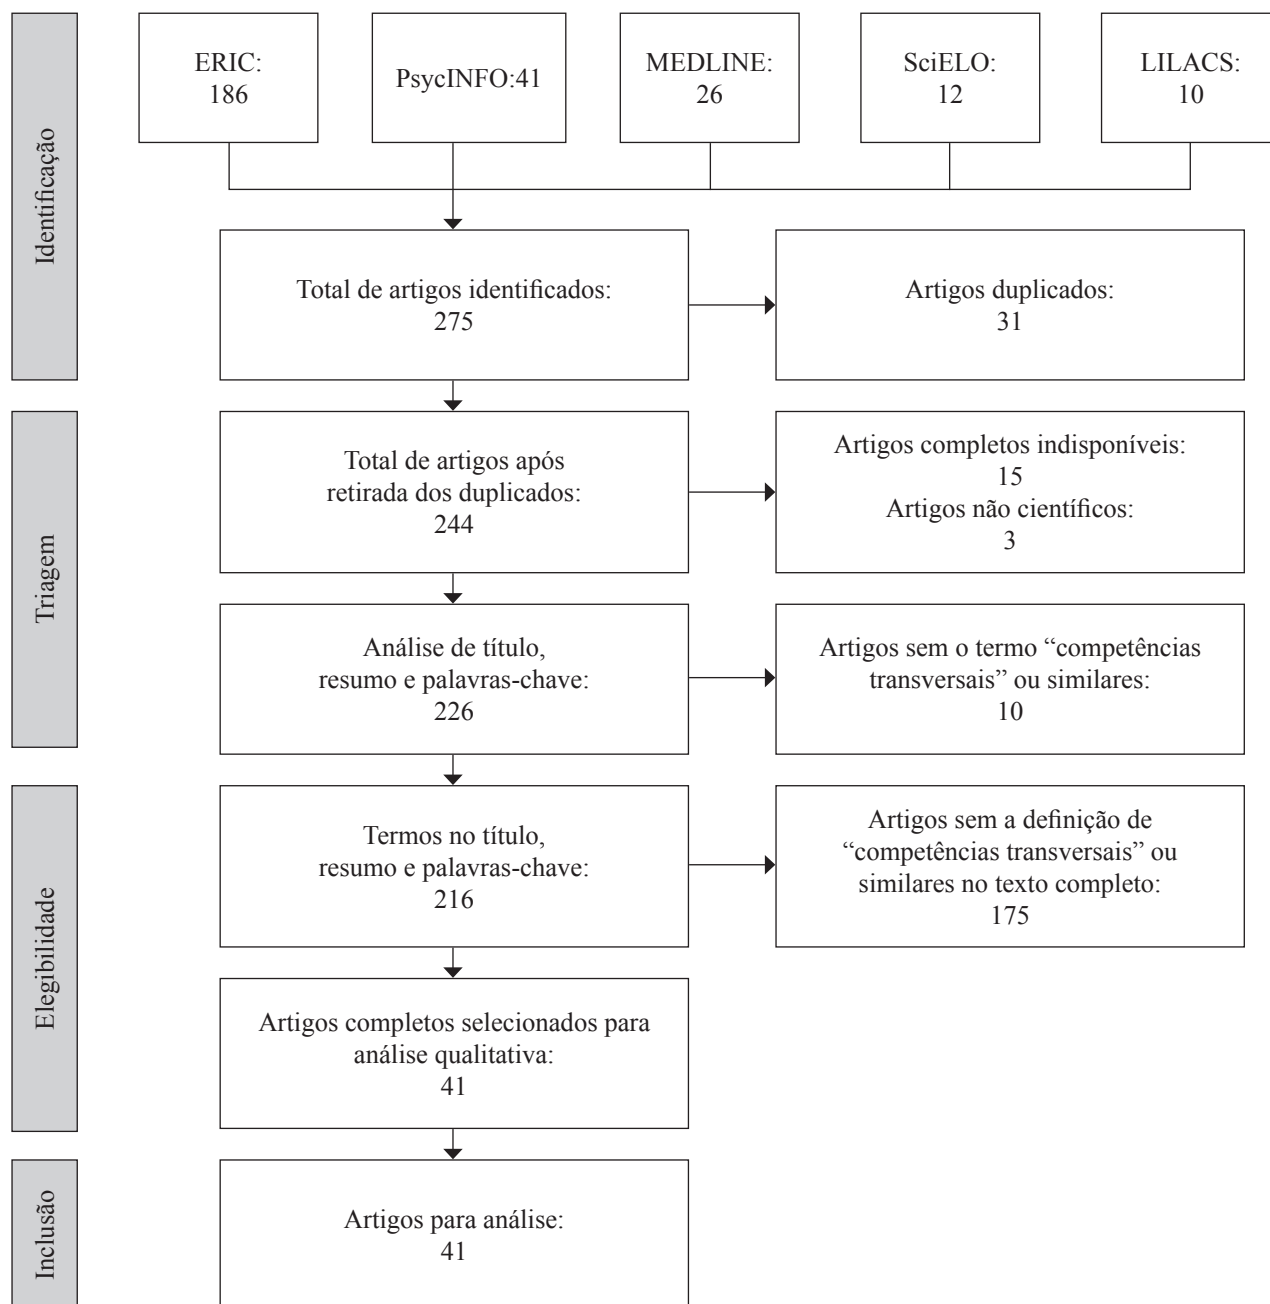 Identificação
ERIC:
186
PsycINFO:41
MEDLINE:
26
SciELO:
12
LILACS:
10
Total de artigos identificados:
275
Artigos duplicados:
31
Triagem
Total de artigos após
retirada dos duplicados:
244
Artigos completos indisponíveis:
15
Artigos não científicos:
3
Análise de título,
resumo e palavras-chave:
226
Artigos sem o termo “competências
transversais” ou similares:
10
Elegibilidade
Termos no título,
resumo e palavras-chave:
216
Artigos sem a definição de
“competências transversais” ou
similares no texto completo:
175
Artigos completos selecionados para
análise qualitativa:
41
Inclusão
Artigos para análise:
41